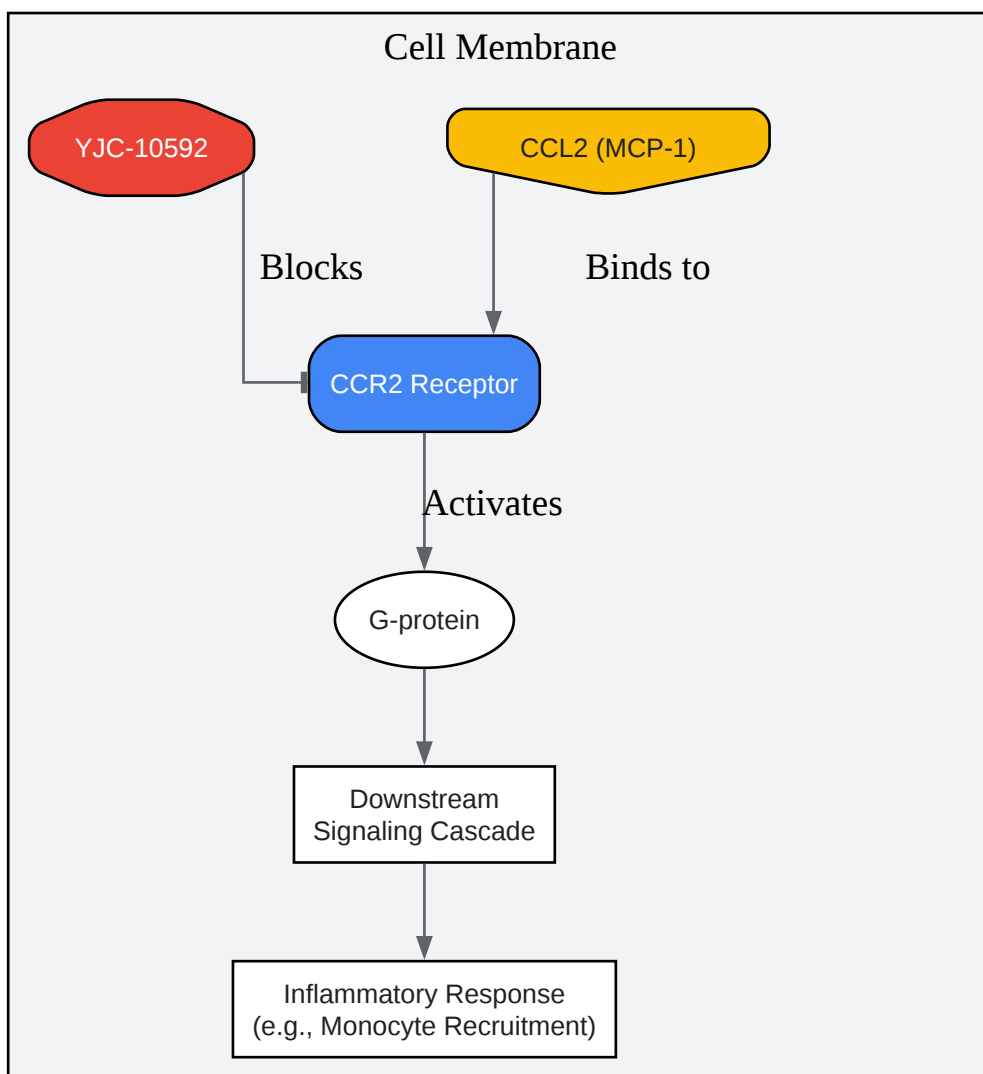 Cell Membrane
YJC-10592
CCL2 (MCP-1)
Blocks
Binds to
CCR2 Receptor
Activates
G-protein
Downstream
Signaling Cascade
Inflammatory Response
(e.g., Monocyte Recruitment)